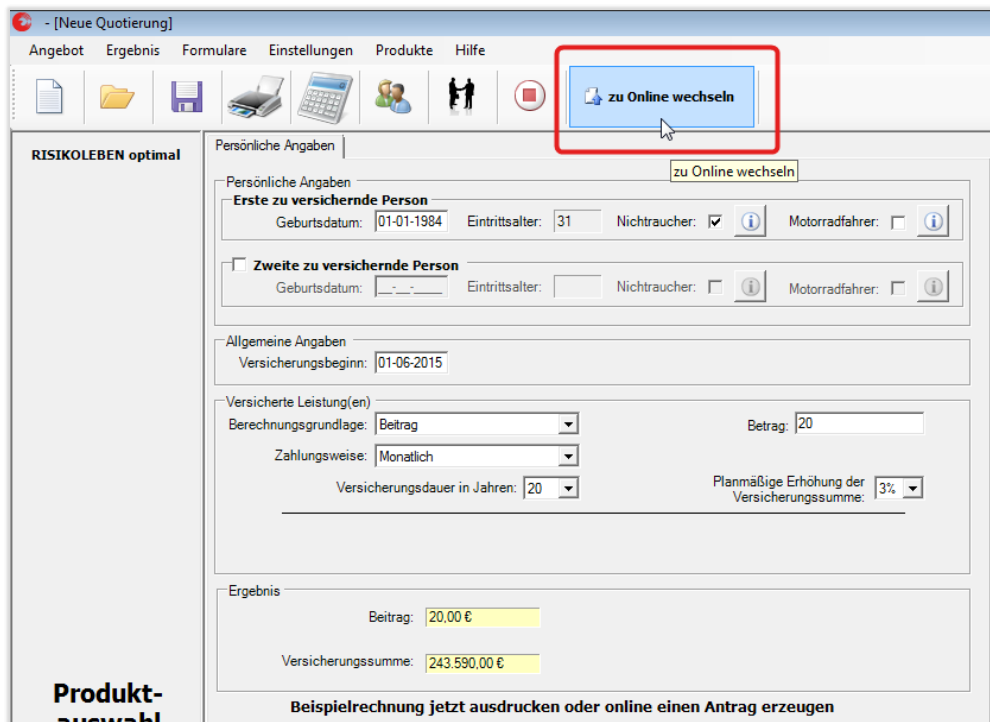 - [Neue Quotierung]
Angebot Ergebnis Formulare Einstellungen Produkte Hilfe
zu Online wechseln
zu Online wechseln
RISIKOLEBEN optimal
Persönliche Angaben
Persönliche Angaben
Erste zu versichernde Person
Geburtsdatum: 01-01-1984 Eintrittsalter: 31 Nichtraucher: Motorradfahrer:
Zweite zu versichernde Person
Geburtsdatum: __-__-____ Eintrittsalter: Nichtraucher: Motorradfahrer:
Allgemeine Angaben
Versicherungsbeginn: 01-06-2015
Versicherte Leistung(en)
Berechnungsgrundlage: Beitrag Betrag: 20
Zahlungsweise: Monatlich
Versicherungsdauer in Jahren: 20 Planmäßige Erhöhung der Versicherungssumme: 3%
Ergebnis
Beitrag: 20,00 €
Versicherungssumme: 243.590,00 €
Produkt-
auswahl
Beispielrechnung jetzt ausdrucken oder online einen Antrag erzeugen